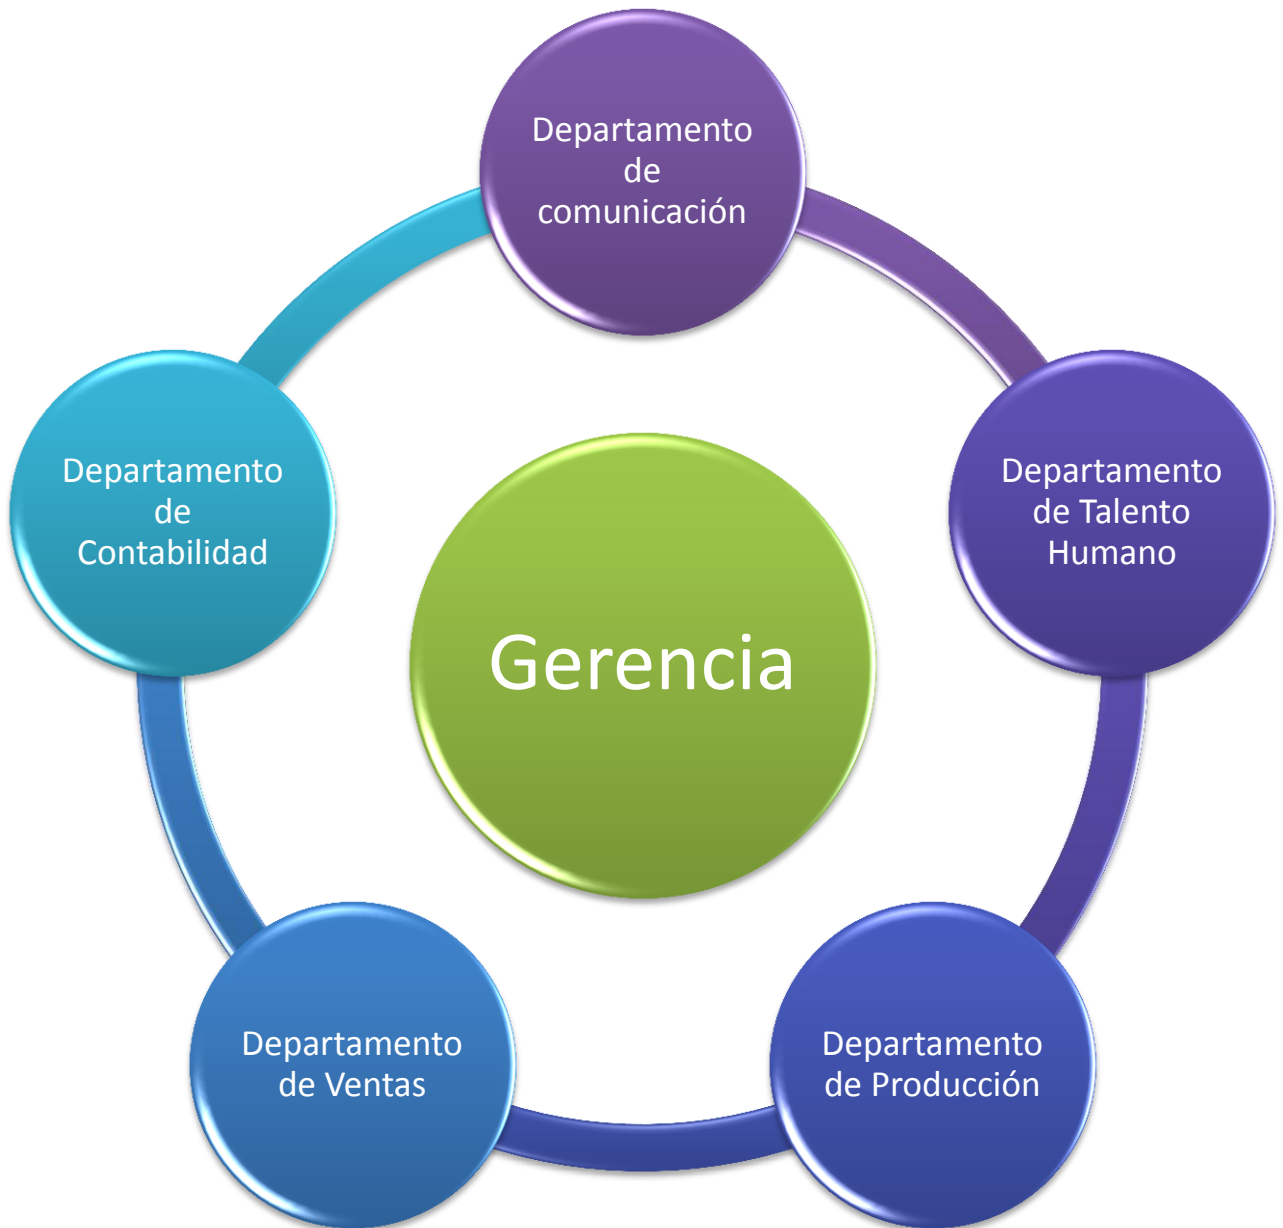 Departamento
de
comunicación
Departamento
de Talento
Humano
Departamento
de Producción
Departamento
de Ventas
Departamento
de
Contabilidad
Gerencia